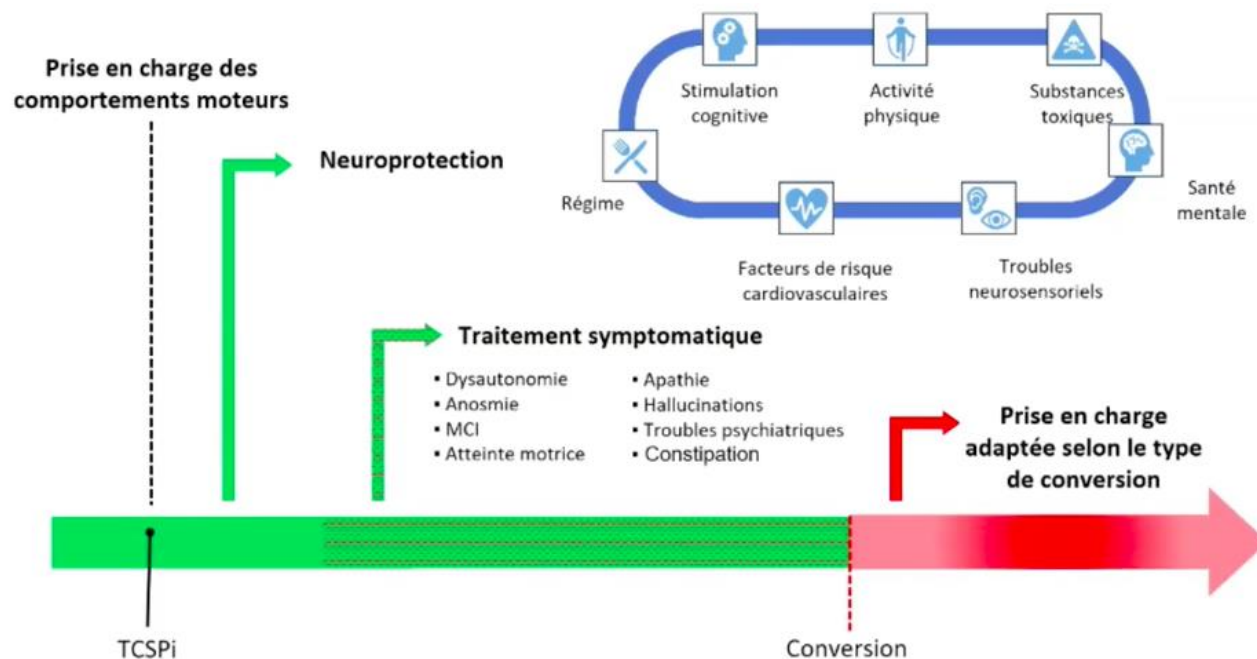 Prise en charge des
comportements moteurs
Neuroprotection
Stimulation
cognitive
Activité
physique
Substances
toxiques
Régime
Santé
mentale
Facteurs de risque
cardiovasculaires
Troubles
neurosensoriels
Traitement symptomatique
▪ Dysautonomie
▪ Anosmie
▪ MCI
▪ Atteinte motrice
▪ Apathie
▪ Hallucinations
▪ Troubles psychiatriques
▪ Constipation
Prise en charge
adaptée selon le type
de conversion
TCSPi
Conversion